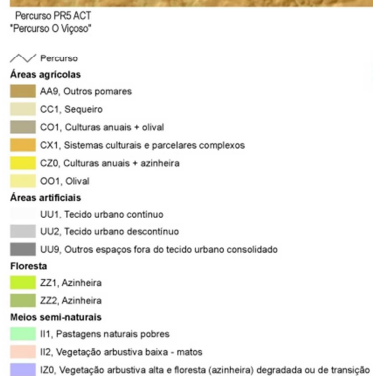 Percurso PR5 ACT
"Percurso O Viçoso"
Percurso
Áreas agrícolas
AA9, Outros pomares
CC1, Sequeiro
CO1, Culturas anuais + olival
CX1, Sistemas culturais e parcelares complexos
CZ0, Culturas anuais + azinheira
OO1, Olival
Áreas artificiais
UU1, Tecido urbano contínuo
UU2, Tecido urbano descontínuo
UU9, Outros espaços fora do tecido urbano consolidado
Floresta
ZZ1, Azinheira
ZZ2, Azinheira
Meios semi-naturais
II1, Pastagens naturais pobres
II2, Vegetação arbustiva baixa - matos
IZ0, Vegetação arbustiva alta e floresta (azinheira) degradada ou de transição